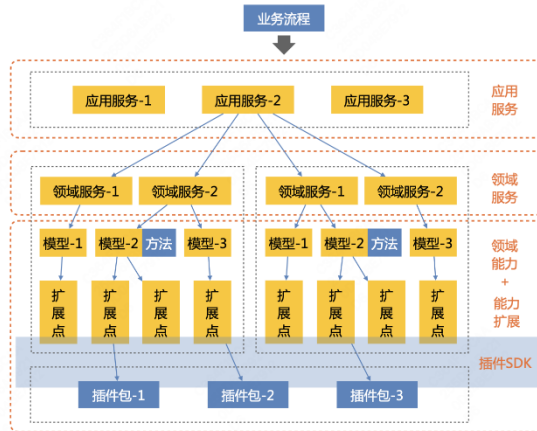 业务流程
应用服务-1
应用服务-2
应用服务-3
应用
服务
领域服务-1
领域服务-2
领域服务-1
领域服务-2
领域
服务
模型-1
模型-2
方法
模型-3
模型-1
模型-2
方法
模型-3
领域
能力
+
能力
扩展
扩展点
扩展点
扩展点
扩展点
扩展点
扩展点
扩展点
扩展点
插件SDK
插件包-1
插件包-2
插件包-3